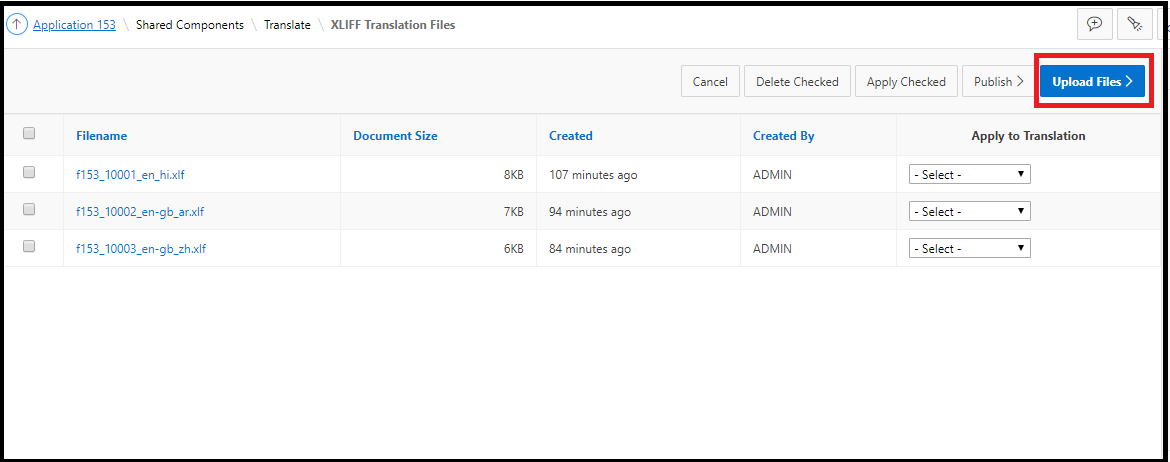 Application 153 \ Shared Components \ Translate \ XLIFF Translation Files
Cancel Delete Checked Apply Checked Publish > Upload Files >
Filename Document Size Created Created By Apply to Translation
f153_10001_en_hi.xlf 8KB 107 minutes ago ADMIN - Select -
f153_10002_en-gb_ar.xlf 7KB 94 minutes ago ADMIN - Select -
f153_10003_en-gb_zh.xlf 6KB 84 minutes ago ADMIN - Select -